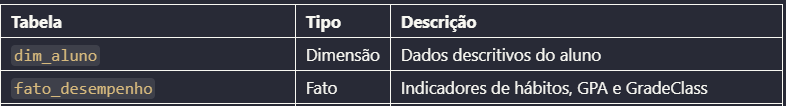 Tabela Tipo Descrição
dim_aluno Dimensão Dados descritivos do aluno
fato_desempenho Fato Indicadores de hábitos, GPA e GradeClass